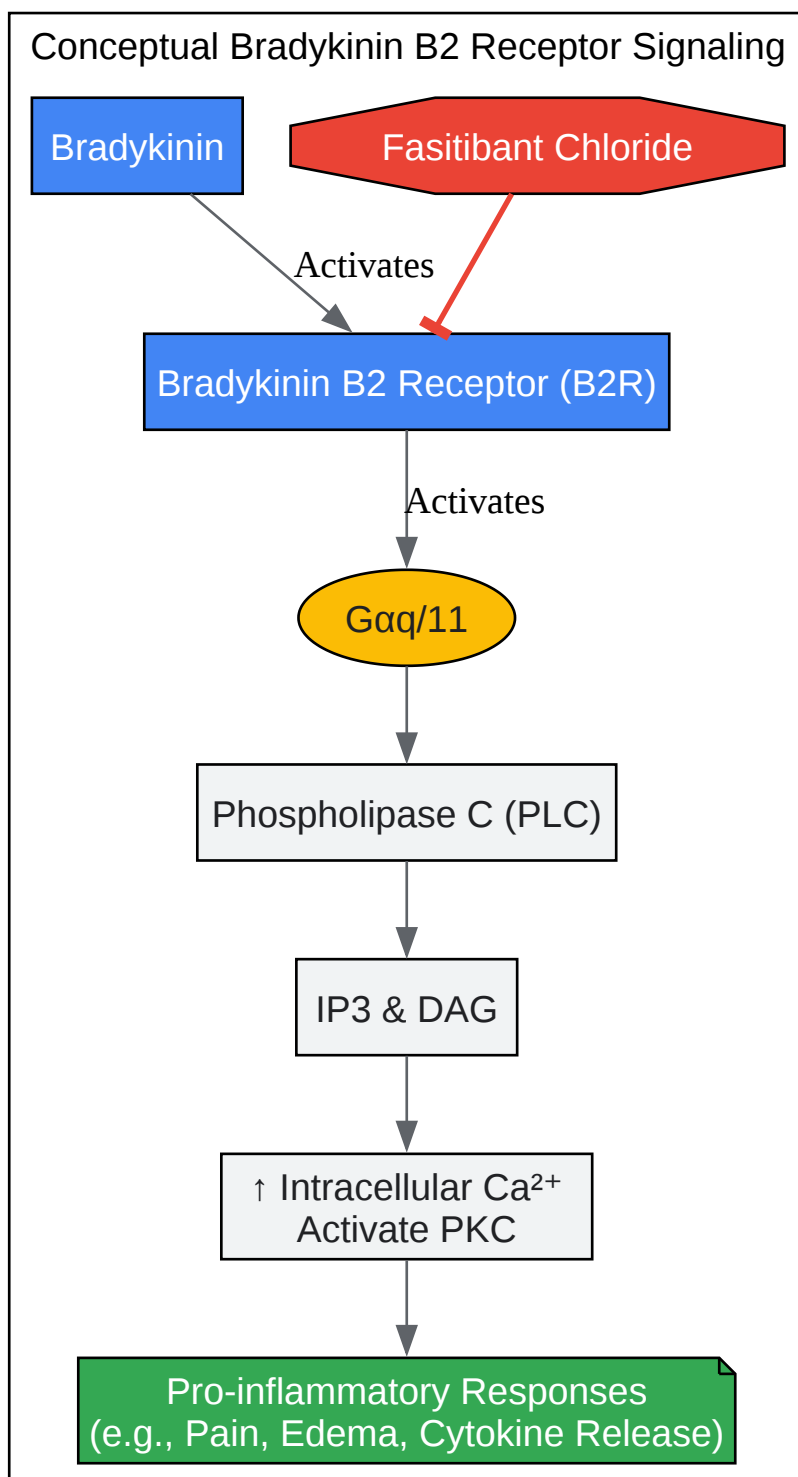 Conceptual Bradykinin B2 Receptor Signaling
Bradykinin
Fasitibant Chloride
Activates
Bradykinin B2 Receptor (B2R)
Activates
Gαq/11
Phospholipase C (PLC)
IP3 & DAG
↑ Intracellular Ca²⁺
Activate PKC
Pro-inflammatory Responses
(e.g., Pain, Edema, Cytokine Release)